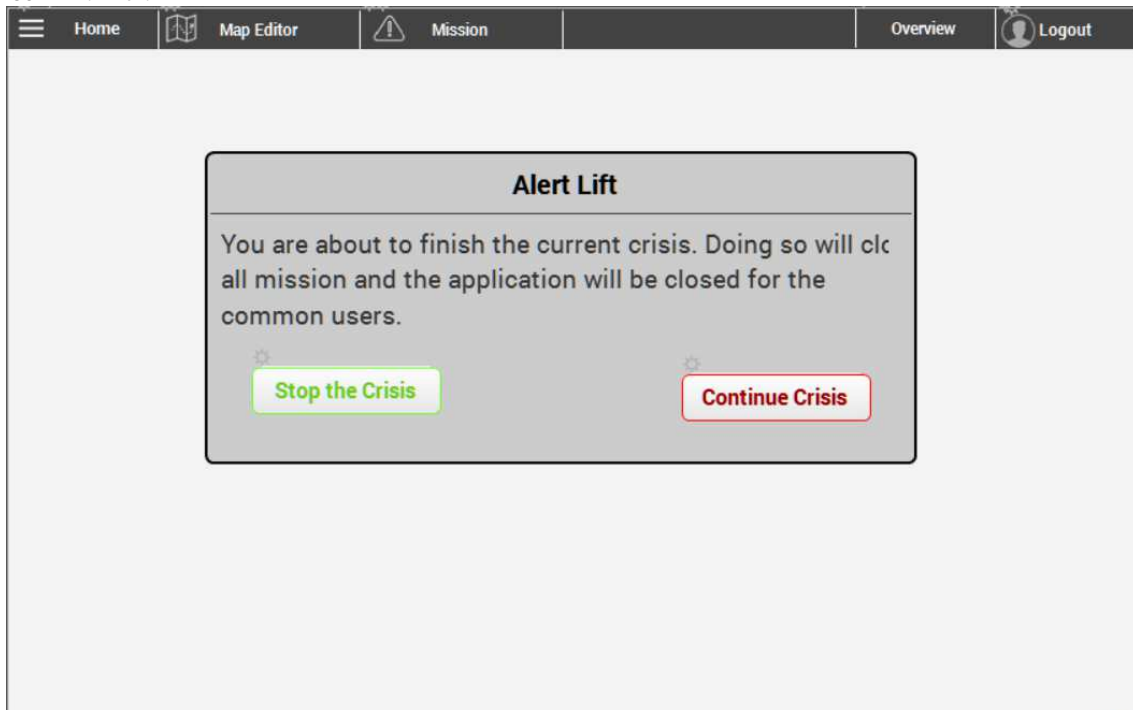 Home Map Editor Mission Overview Logout
Alert Lift
You are about to finish the current crisis. Doing so will clc
all mission and the application will be closed for the
common users.
Stop the Crisis Continue Crisis